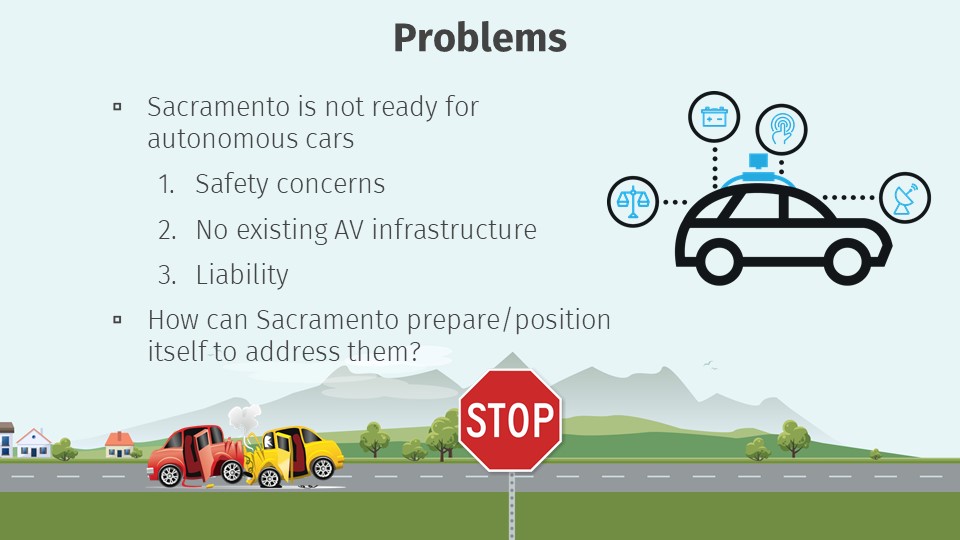 Problems
▫ Sacramento is not ready for
autonomous cars
1. Safety concerns
2. No existing AV infrastructure
3. Liability
▫ How can Sacramento prepare/position
itself to address them?
STOP